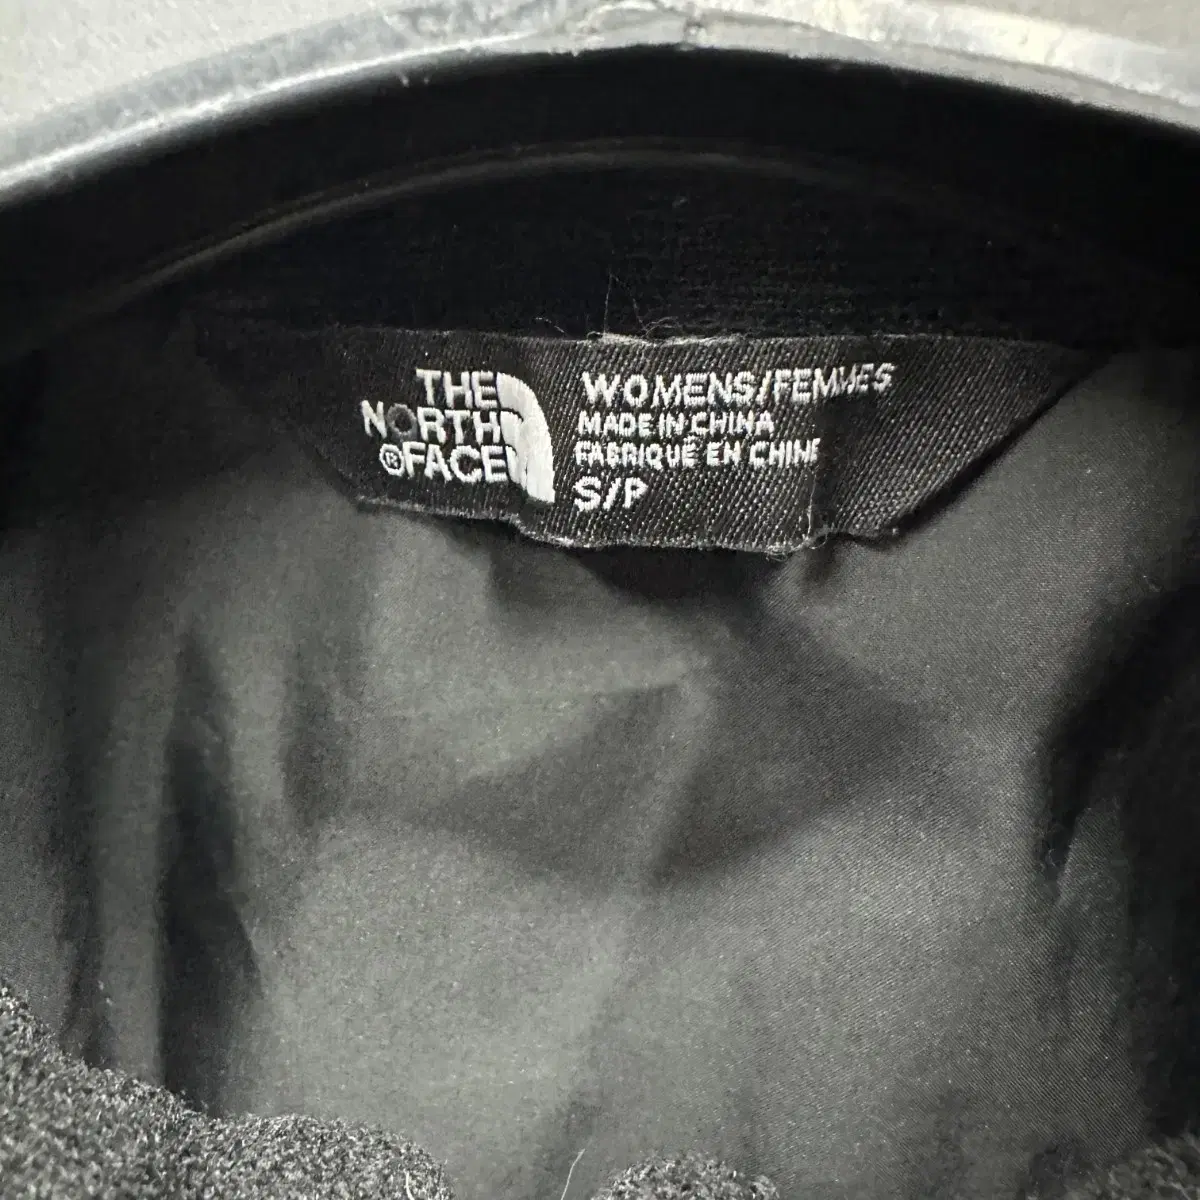 THE
NORTH
®FACE
WOMENS/FEMMES
MADE IN CHINA
FABRIQUÉ EN CHINE
S/P